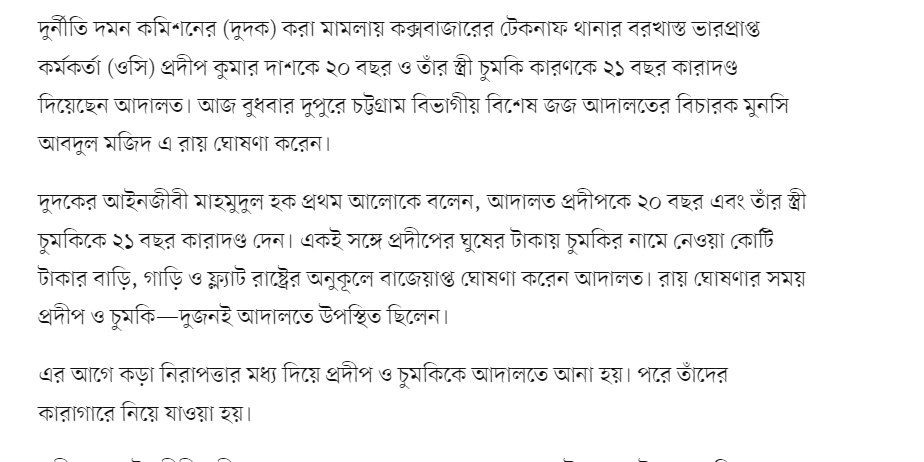 দুর্নীতি দমন কমিশনের (দুদক) করা মামলায় কক্সবাজারের টেকনাফ থানার বরখাস্ত ভারপ্রাপ্ত
কর্মকর্তা (ওসি) প্রদীপ কুমার দাশকে ২০ বছর ও তাঁর স্ত্রী চুমকি কারণকে ২১ বছর কারাদণ্ড
দিয়েছেন আদালত। আজ বুধবার দুপুরে চট্টগ্রাম বিভাগীয় বিশেষ জজ আদালতের বিচারক মুনসি
আবদুল মজিদ এ রায় ঘোষণা করেন।
দুদকের আইনজীবী মাহমুদুল হক প্রথম আলোকে বলেন, আদালত প্রদীপকে ২০ বছর এবং তাঁর স্ত্রী
চুমকিকে ২১ বছর কারাদণ্ড দেন। একই সঙ্গে প্রদীপের ঘুষের টাকায় চুমকির নামে নেওয়া কোটি
টাকার বাড়ি, গাড়ি ও ফ্ল্যাট রাষ্ট্রের অনুকূলে বাজেয়াপ্ত ঘোষণা করেন আদালত। রায় ঘোষণার সময়
প্রদীপ ও চুমকি—দুজনই আদালতে উপস্থিত ছিলেন।
এর আগে কড়া নিরাপত্তার মধ্য দিয়ে প্রদীপ ও চুমকিকে আদালতে আনা হয়। পরে তাঁদের
কারাগারে নিয়ে যাওয়া হয়।